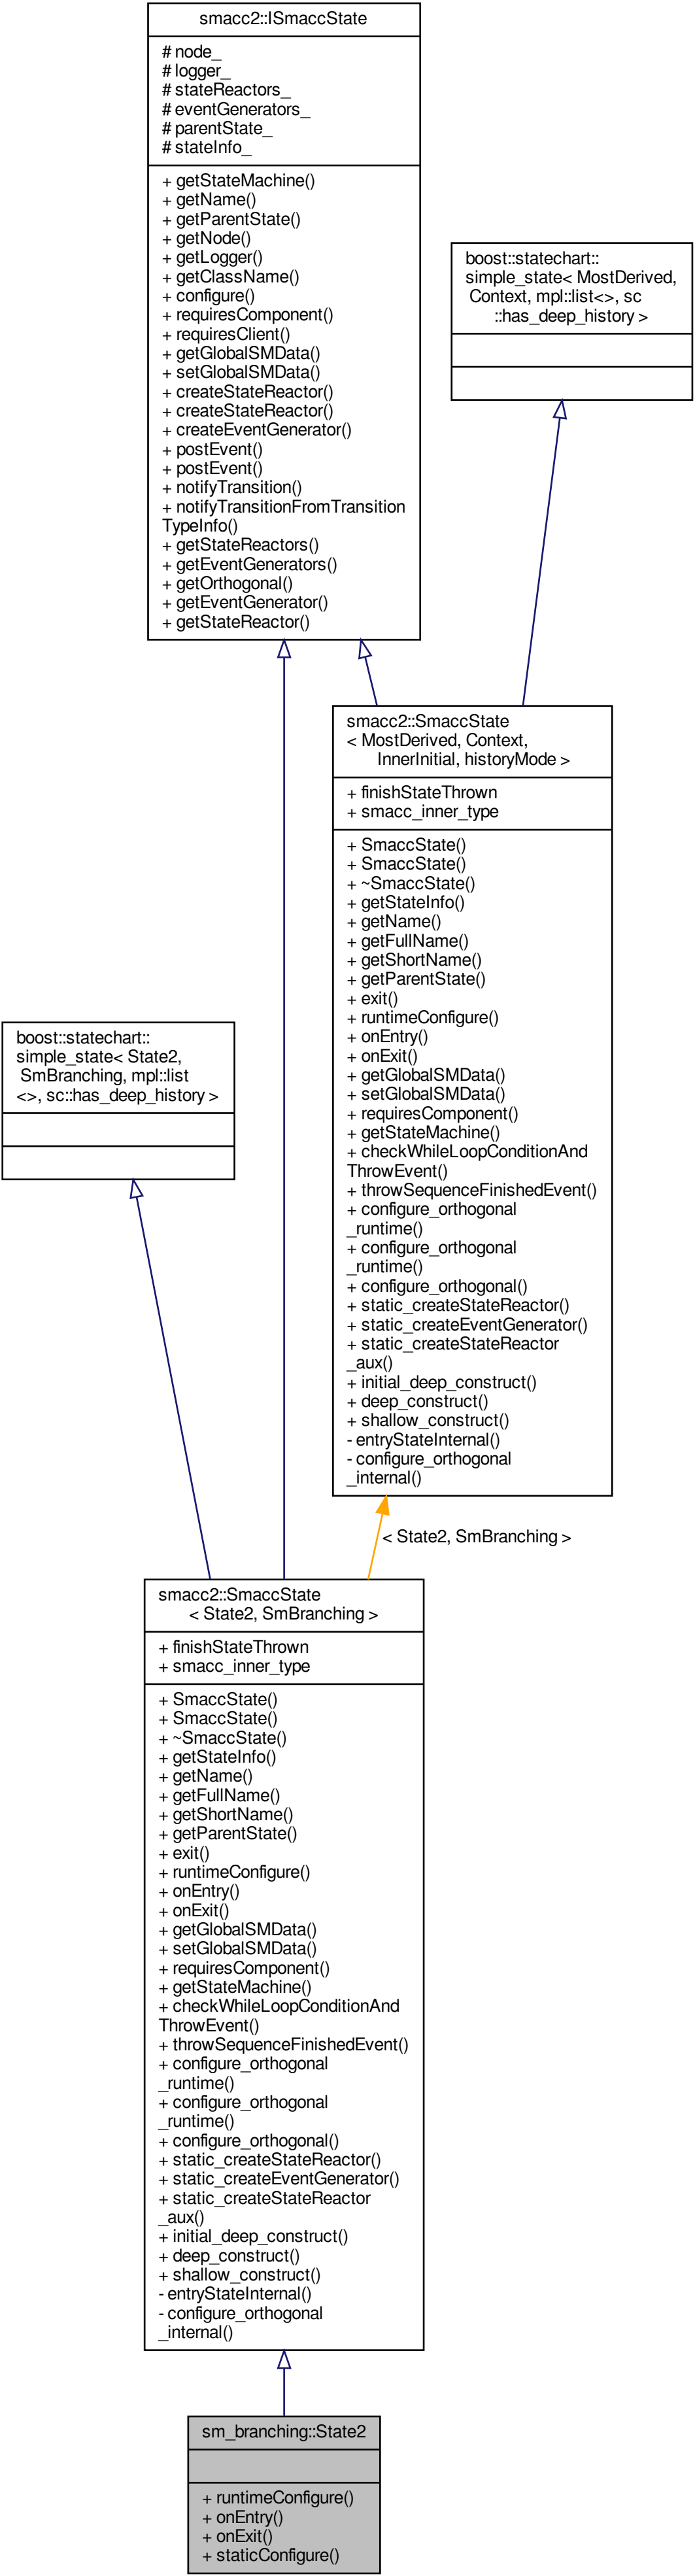 smacc2::ISmaccState
# node_
# logger_
# stateReactors_
# eventGenerators_
# parentState_
# stateInfo_
+ getStateMachine()
+ getName()
+ getParentState()
+ getNode()
+ getLogger()
+ getClassName()
+ configure()
+ requiresComponent()
+ requiresClient()
+ getGlobalSMData()
+ setGlobalSMData()
+ createStateReactor()
+ createStateReactor()
+ createEventGenerator()
+ postEvent()
+ postEvent()
+ notifyTransition()
+ notifyTransitionFromTransition
TypeInfo()
+ getStateReactors()
+ getEventGenerators()
+ getOrthogonal()
+ getEventGenerator()
+ getStateReactor()
boost::statechart::
simple_state< MostDerived,
Context, mpl::list<>, sc
::has_deep_history >
smacc2::SmaccState
< MostDerived, Context,
InnerInitial, historyMode >
+ finishStateThrown
+ smacc_inner_type
+ SmaccState()
+ SmaccState()
+ ~SmaccState()
+ getStateInfo()
+ getName()
+ getFullName()
+ getShortName()
+ getParentState()
+ exit()
+ runtimeConfigure()
+ onEntry()
+ onExit()
+ getGlobalSMData()
+ setGlobalSMData()
+ requiresComponent()
+ getStateMachine()
+ checkWhileLoopConditionAnd
ThrowEvent()
+ throwSequenceFinishedEvent()
+ configure_orthogonal
_runtime()
+ configure_orthogonal
_runtime()
+ configure_orthogonal()
+ static_createStateReactor()
+ static_createEventGenerator()
+ static_createStateReactor
_aux()
+ initial_deep_construct()
+ deep_construct()
+ shallow_construct()
- entryStateInternal()
- configure_orthogonal
_internal()
boost::statechart::
simple_state< State2,
SmBranching, mpl::list
<>, sc::has_deep_history >
< State2, SmBranching >
smacc2::SmaccState
< State2, SmBranching >
+ finishStateThrown
+ smacc_inner_type
+ SmaccState()
+ SmaccState()
+ ~SmaccState()
+ getStateInfo()
+ getName()
+ getFullName()
+ getShortName()
+ getParentState()
+ exit()
+ runtimeConfigure()
+ onEntry()
+ onExit()
+ getGlobalSMData()
+ setGlobalSMData()
+ requiresComponent()
+ getStateMachine()
+ checkWhileLoopConditionAnd
ThrowEvent()
+ throwSequenceFinishedEvent()
+ configure_orthogonal
_runtime()
+ configure_orthogonal
_runtime()
+ configure_orthogonal()
+ static_createStateReactor()
+ static_createEventGenerator()
+ static_createStateReactor
_aux()
+ initial_deep_construct()
+ deep_construct()
+ shallow_construct()
- entryStateInternal()
- configure_orthogonal
_internal()
sm_branching::State2
+ runtimeConfigure()
+ onEntry()
+ onExit()
+ staticConfigure()